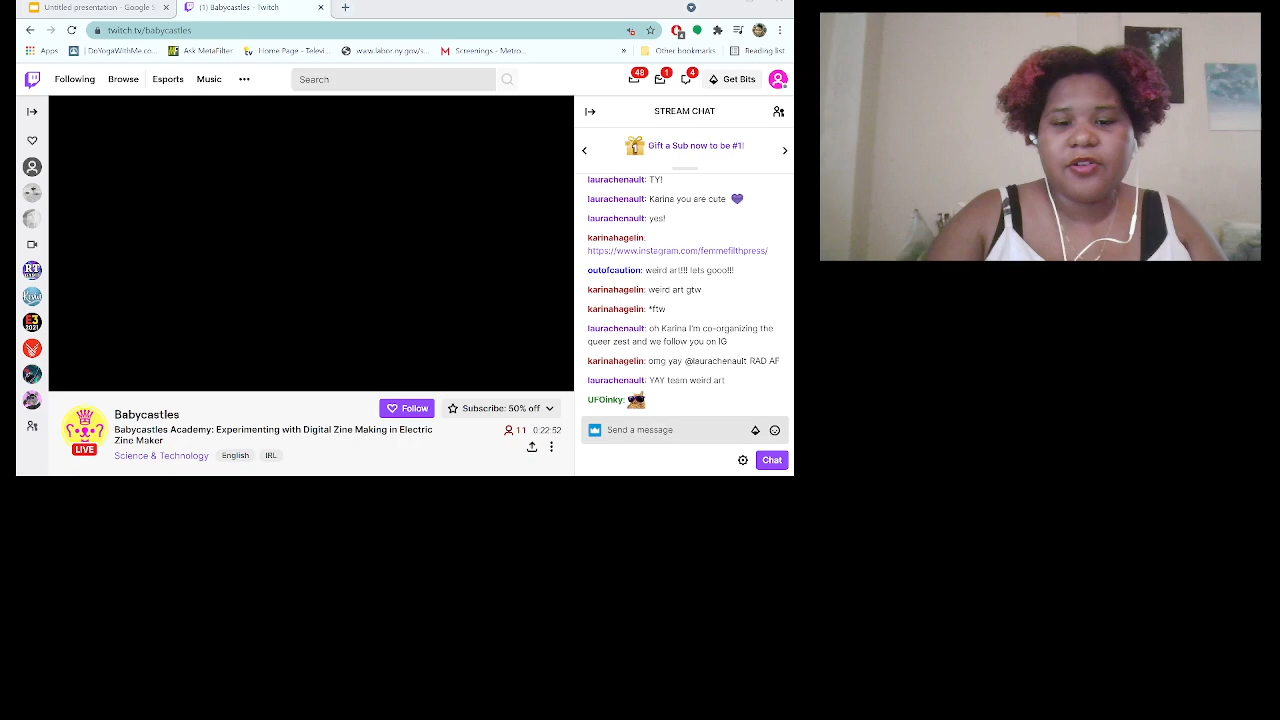 Untitled presentation - Google S
(1) Babycastles - Twitch
twitch.tv/babycastles
Apps
DoYogaWithMe.co...
Ask MetaFilter
Home Page - Televi...
www.labor.ny.gov/s...
Screenings - Metro...
»
Other bookmarks
Reading list
Following
Browse
Esports
Music
Search
48
1
4
Get Bits
STREAM CHAT
1
Gift a Sub now to be #1!
laurachenault: TY!
laurachenault: Karina you are cute
laurachenault: yes!
karinahagelin:
https://www.instagram.com/femmefilthpress/
outofcaution: weird art!!! lets gooo!!!
karinahagelin: weird art gtw
karinahagelin: *ftw
laurachenault: oh Karina I'm co-organizing the
queer zest and we follow you on IG
karinahagelin: omg yay @laurachenault RAD AF
laurachenault: YAY team weird art
UFOinky:
Send a message
Chat
E3
2021
LIVE
Babycastles
Follow
Subscribe: 50% off
Babycastles Academy: Experimenting with Digital Zine Making in Electric
Zine Maker
11
0:22:52
Science & Technology
English
IRL